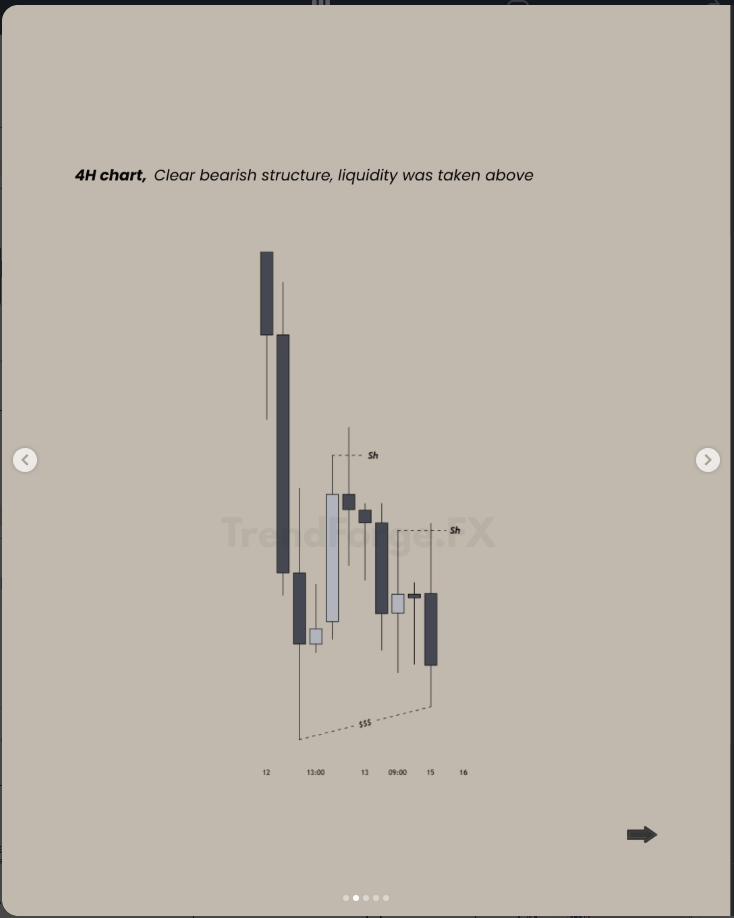 4H chart, Clear bearish structure, liquidity was taken above
Sh
TrendForge.FX
Sh
$$$
12 13:00 13 09:00 15 16